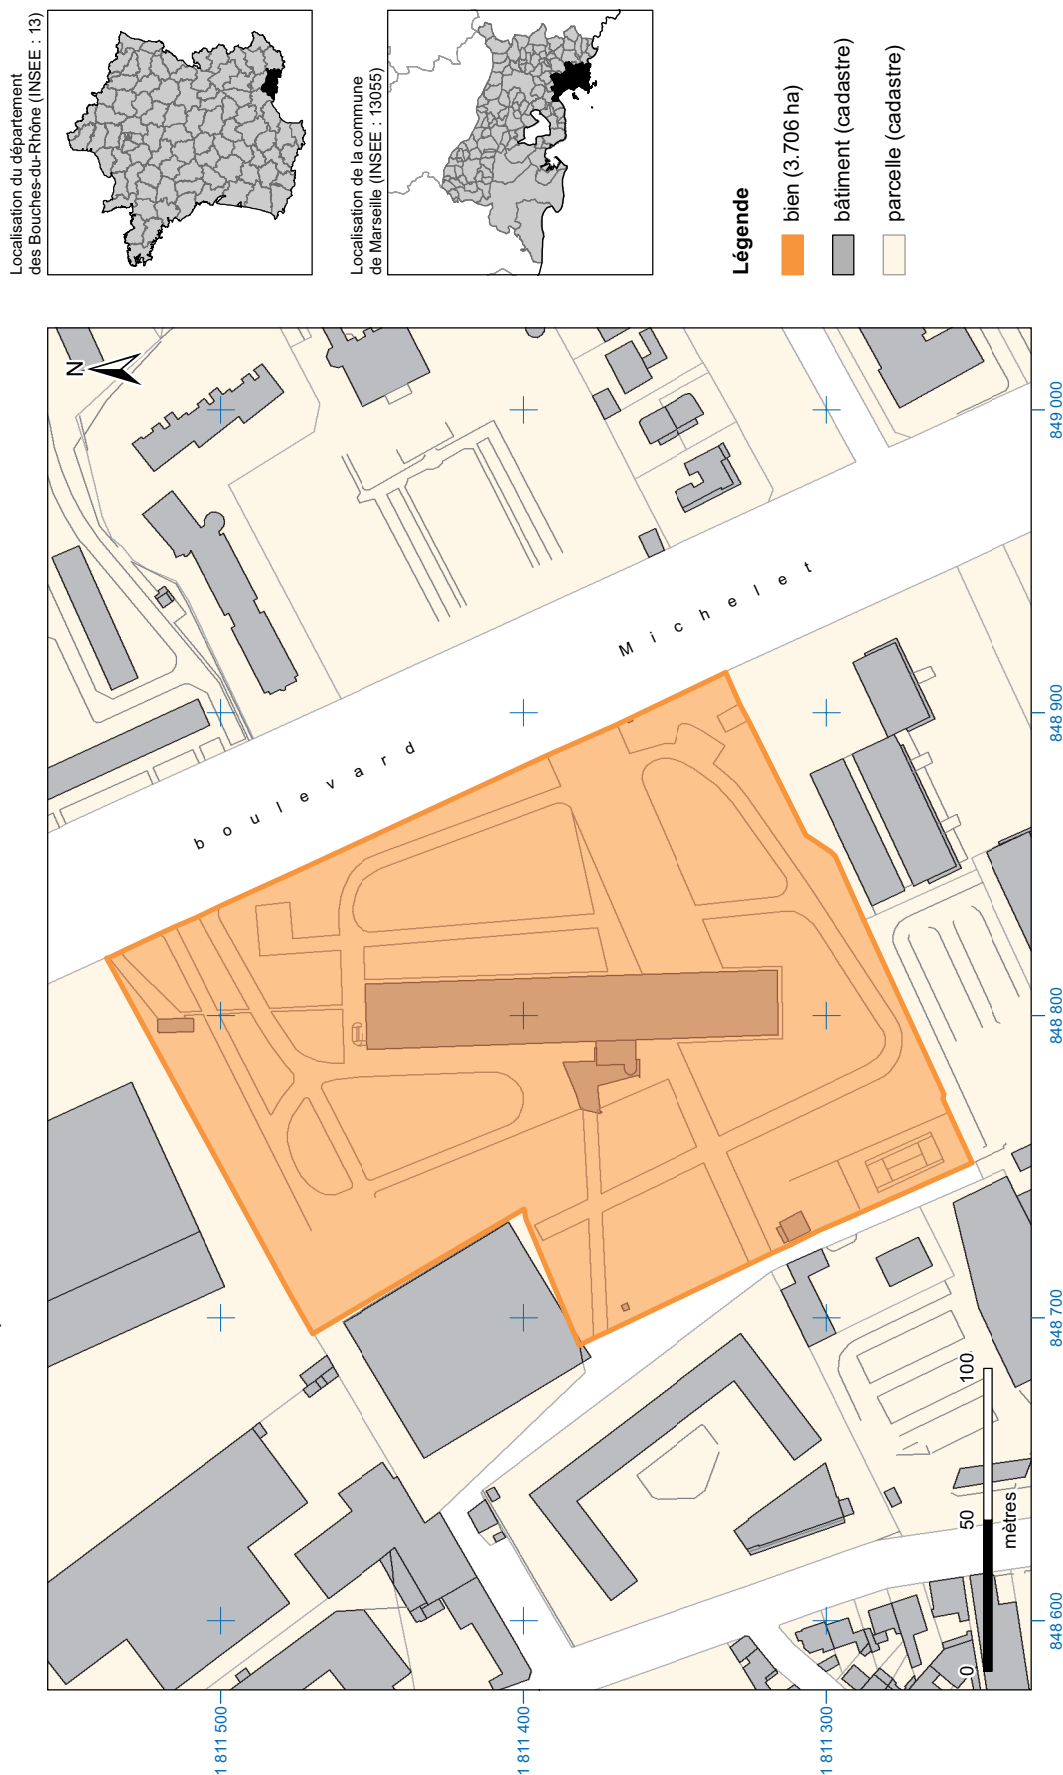 Localisation du département
des Bouches-du-Rhône (INSEE : 13)
Localisation de la commune
de Marseille (INSEE : 13055)
Légende
bien (3.706 ha)
bâtiment (cadastre)
parcelle (cadastre)
N
boulevard Michelet
1 811 500
1 811 400
1 811 300
848 600
848 700
848 800
848 900
849 000
0 50 100
mètres